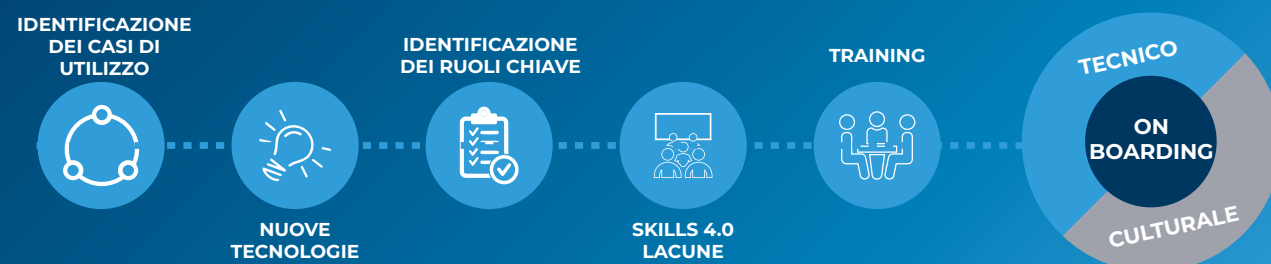 IDENTIFICAZIONE
DEI CASI DI
UTILIZZO
NUOVE
TECNOLOGIE
IDENTIFICAZIONE
DEI RUOLI CHIAVE
SKILLS 4.0
LACUNE
TRAINING
TECNICO
ON
BOARDING
CULTURALE